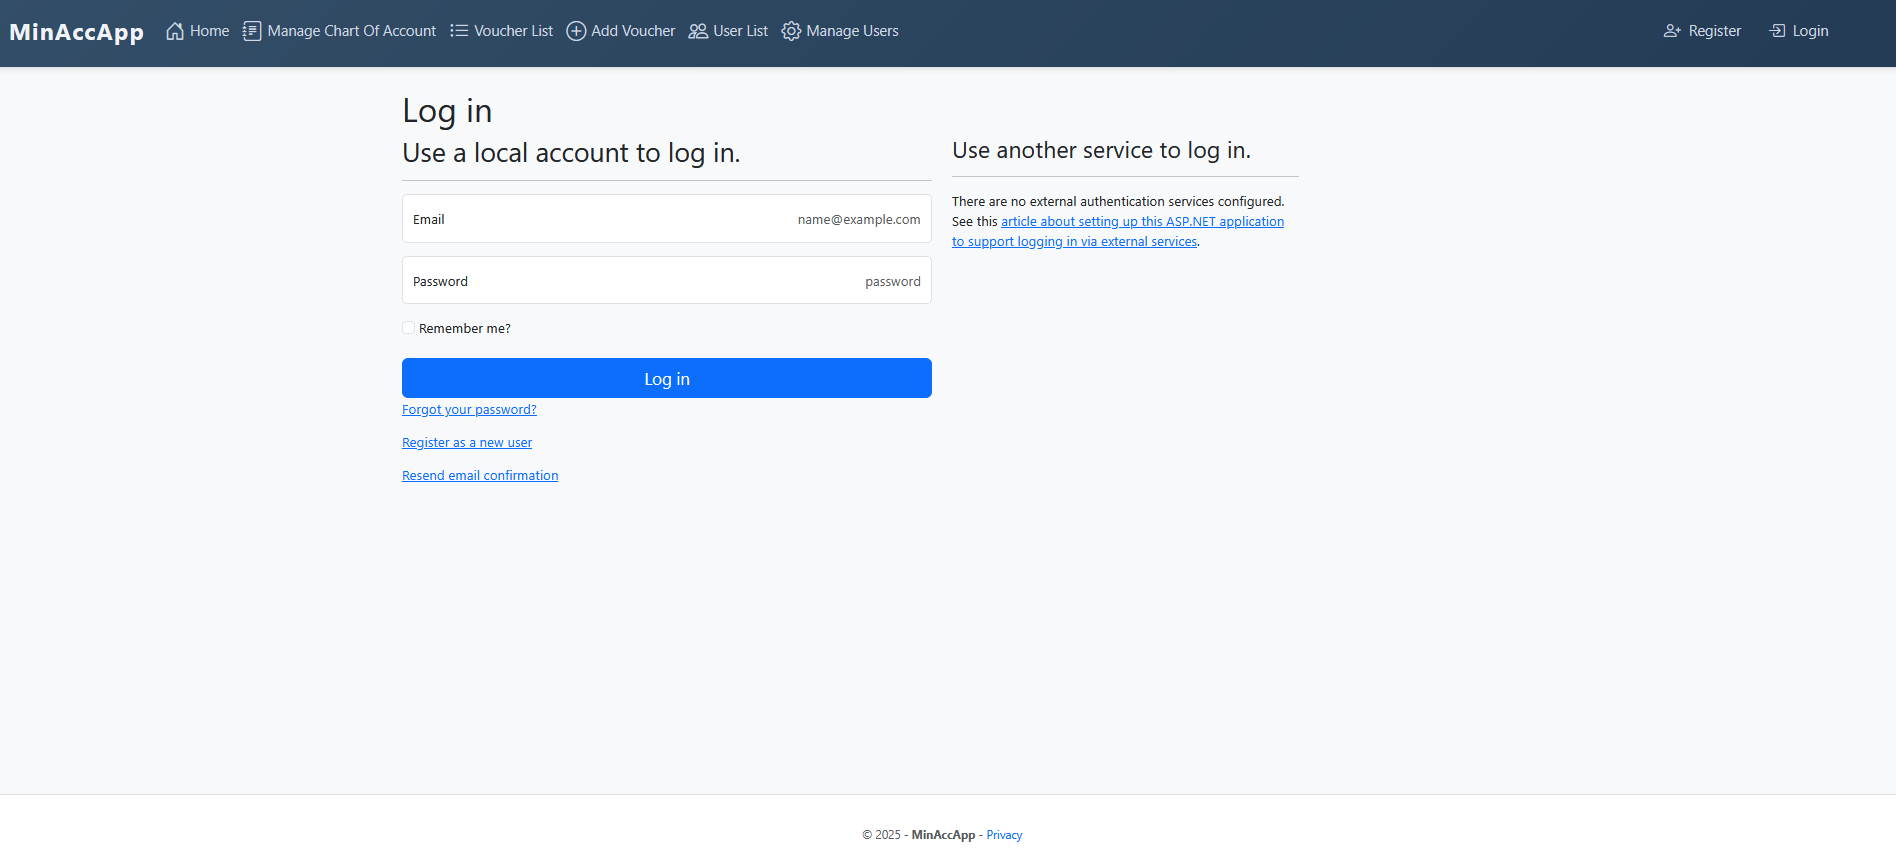 MinAccApp Home Manage Chart Of Account Voucher List Add Voucher User List Manage Users Register Login
Log in
Use a local account to log in.
Email name@example.com
Password password
Remember me?
Log in
Forgot your password?
Register as a new user
Resend email confirmation
Use another service to log in.
There are no external authentication services configured.
See this article about setting up this ASP.NET application
to support logging in via external services.
© 2025 - MinAccApp - Privacy